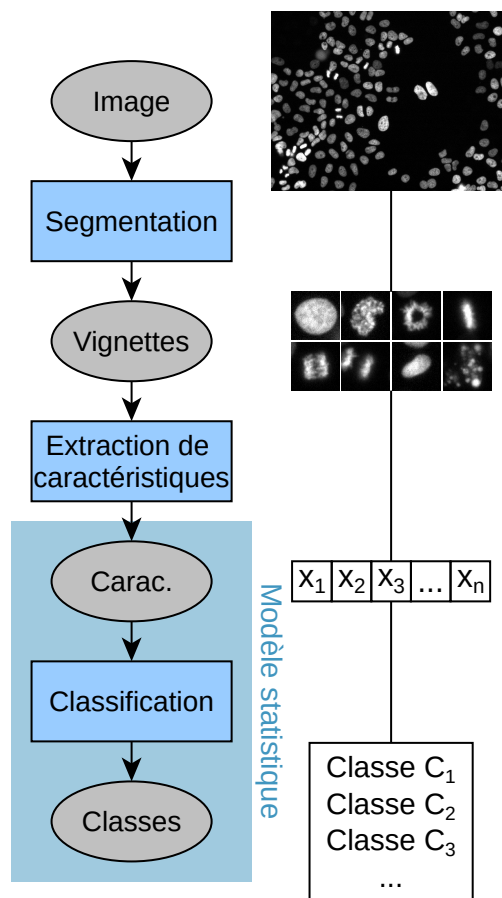 Image
Segmentation
Vignettes
Extraction de
caractéristiques
Carac.
Classification
Classes
Modèle statistique
x1 x2 x3 ... xn
Classe C1
Classe C2
Classe C3
...